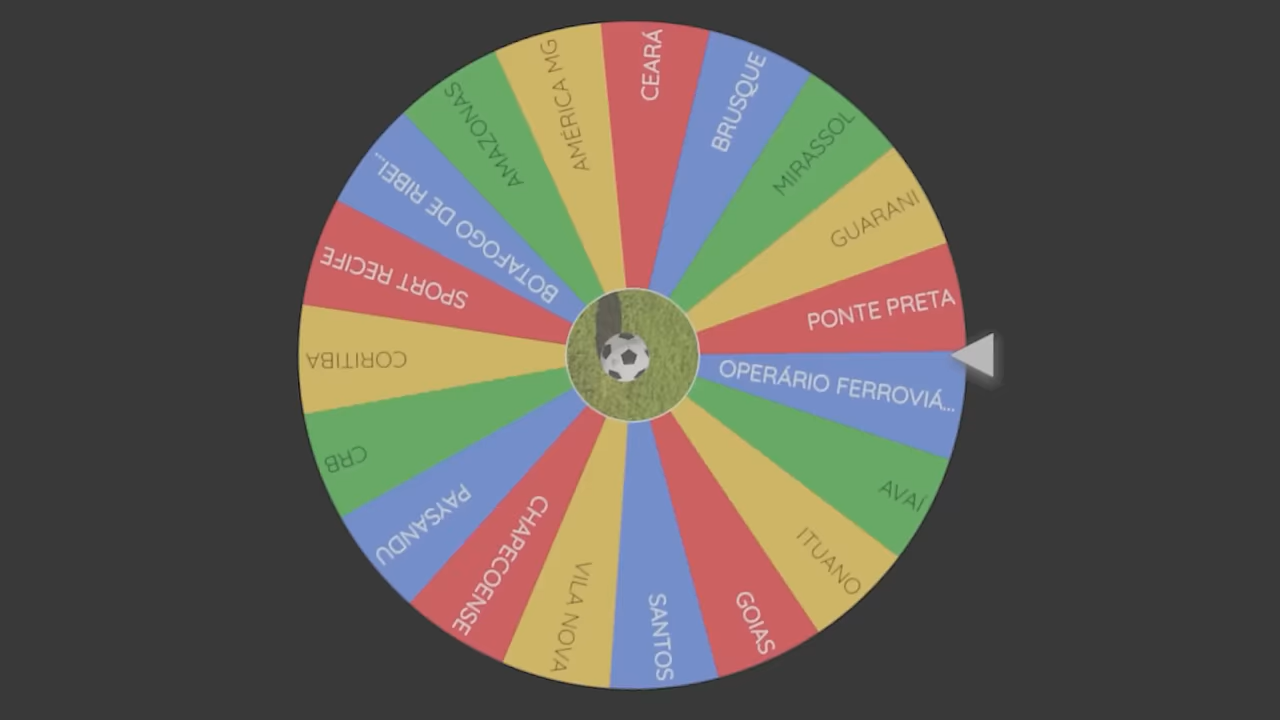 CEARÁ
BRUSQUE
MIRASSOL
GUARANI
PONTE PRETA
OPERÁRIO FERROVIÁ...
AVAÍ
ITUANO
GOIAS
SANTOS
VILA NOVA
CHAPECOENSE
PAYSANDU
CRB
CORITIBA
SPORT RECIFE
BOTAFOGO DE RIBEI...
AMAZONAS
AMÉRICA MG